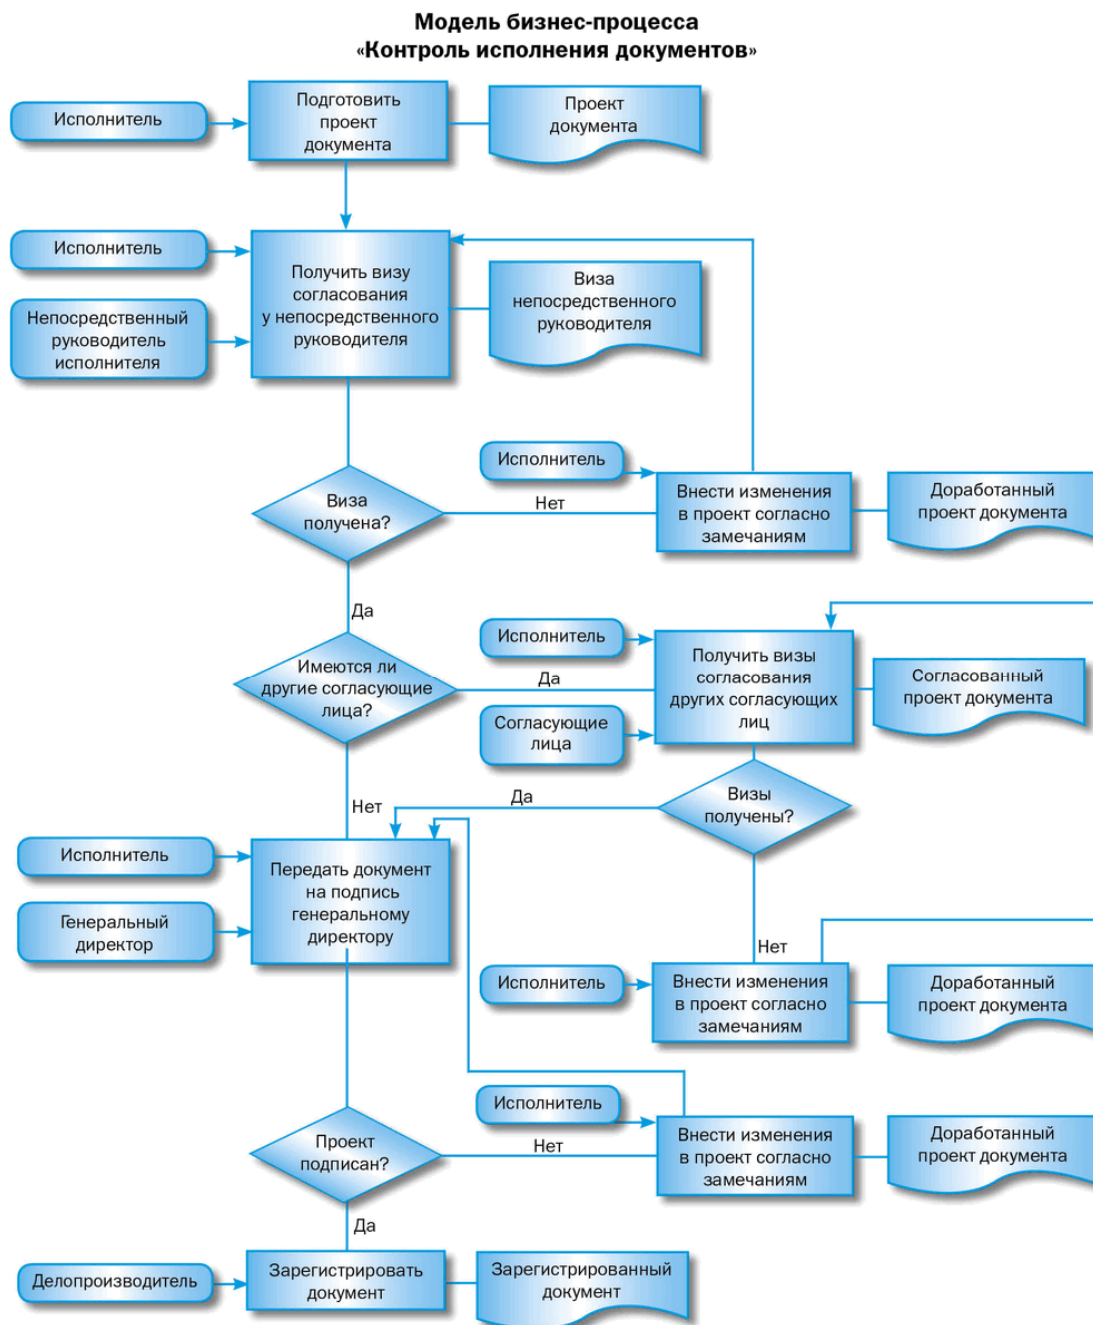 Модель бизнес-процесса
«Контроль исполнения документов»
Исполнитель
Подготовить
проект
документа
Проект
документа
Исполнитель
Непосредственный
руководитель
исполнителя
Получить визу
согласования
у непосредственного
руководителя
Виза
непосредственного
руководителя
Виза
получена?
Нет
Исполнитель
Внести изменения
в проект согласно
замечаниям
Доработанный
проект документа
Да
Имеются ли
другие согласующие
лица?
Да
Исполнитель
Согласующие
лица
Получить визы
согласования
других согласующих
лиц
Согласованный
проект документа
Визы
получены?
Да
Нет
Исполнитель
Генеральный
директор
Передать документ
на подпись
генеральному
директору
Нет
Исполнитель
Внести изменения
в проект согласно
замечаниям
Доработанный
проект документа
Проект
подписан?
Нет
Исполнитель
Внести изменения
в проект согласно
замечаниям
Доработанный
проект документа
Да
Делопроизводитель
Зарегистрировать
документ
Зарегистрированный
документ